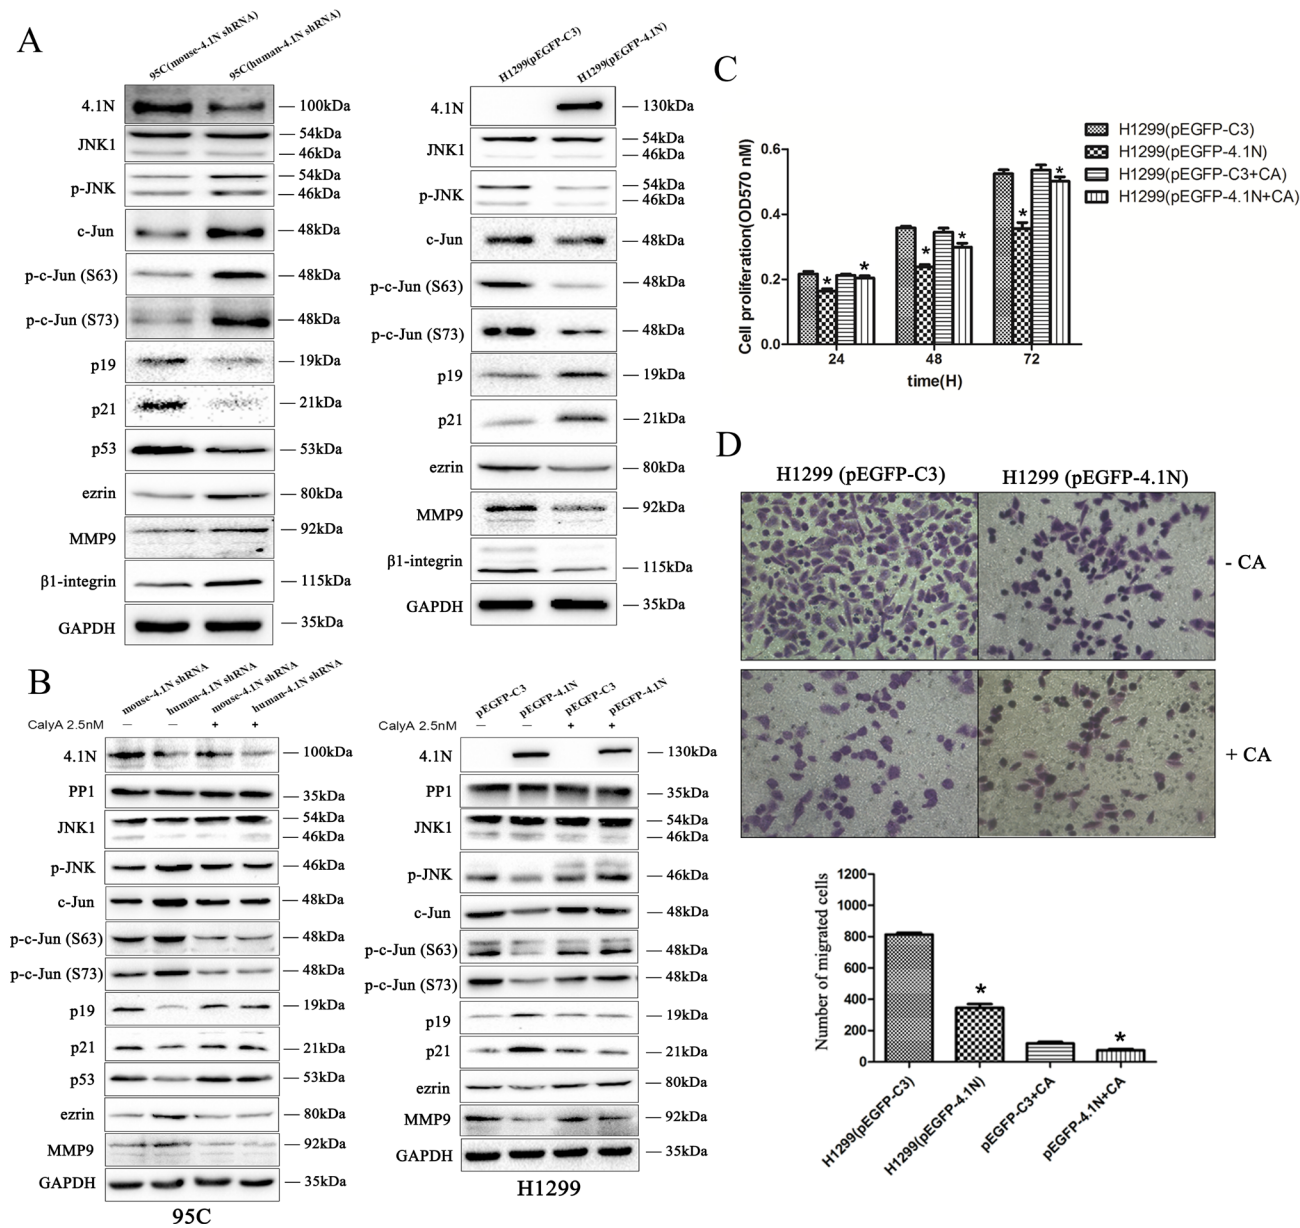 A
95C(mouse-4.1N shRNA)
95C(human-4.1N shRNA)
4.1N
100kDa
JNK1
54kDa
46kDa
p-JNK
54kDa
46kDa
c-Jun
48kDa
p-c-Jun (S63)
48kDa
p-c-Jun (S73)
48kDa
p19
19kDa
p21
21kDa
p53
53kDa
ezrin
80kDa
MMP9
92kDa
β1-integrin
115kDa
GAPDH
35kDa
H1299(pEGFP-C3)
H1299(pEGFP-4.1N)
4.1N
130kDa
JNK1
54kDa
46kDa
p-JNK
54kDa
46kDa
c-Jun
48kDa
p-c-Jun (S63)
48kDa
p-c-Jun (S73)
48kDa
p19
19kDa
p21
21kDa
ezrin
80kDa
MMP9
92kDa
β1-integrin
115kDa
GAPDH
35kDa
B
mouse-4.1N shRNA
human-4.1N shRNA
mouse-4.1N shRNA
human-4.1N shRNA
CalyA 2.5nM — — + +
4.1N
100kDa
PP1
35kDa
JNK1
54kDa
46kDa
p-JNK
46kDa
c-Jun
48kDa
p-c-Jun (S63)
48kDa
p-c-Jun (S73)
48kDa
p19
19kDa
p21
21kDa
p53
53kDa
ezrin
80kDa
MMP9
92kDa
GAPDH
35kDa
95C
pEGFP-C3
pEGFP-4.1N
pEGFP-C3
pEGFP-4.1N
CalyA 2.5nM — — + +
4.1N
130kDa
PP1
35kDa
JNK1
54kDa
46kDa
p-JNK
46kDa
c-Jun
48kDa
p-c-Jun (S63)
48kDa
p-c-Jun (S73)
48kDa
p19
19kDa
p21
21kDa
ezrin
80kDa
MMP9
92kDa
GAPDH
35kDa
H1299
C
H1299(pEGFP-C3)
H1299(pEGFP-4.1N)
H1299(pEGFP-C3+CA)
H1299(pEGFP-4.1N+CA)
Cell proliferation(OD570 nM)
0.6
0.4
0.2
0.0
* * * * * *
24 48 72
time(H)
D
H1299 (pEGFP-C3)
H1299 (pEGFP-4.1N)
- CA
+ CA
Number of migrated cells
1200
1000
800
600
400
200
0
* *
H1299(pEGFP-C3)
H1299(pEGFP-4.1N)
pEGFP-C3+CA
pEGFP-4.1N+CA